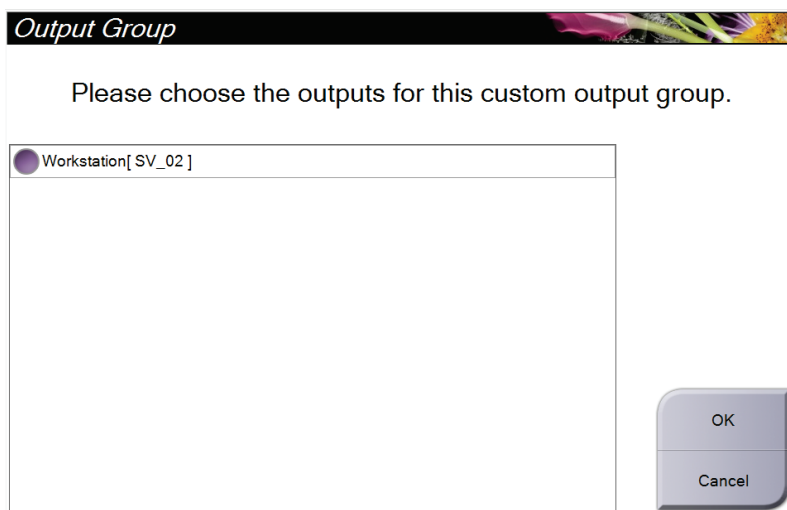 Output Group
Please choose the outputs for this custom output group.
Workstation[ SV_02 ]
OK
Cancel